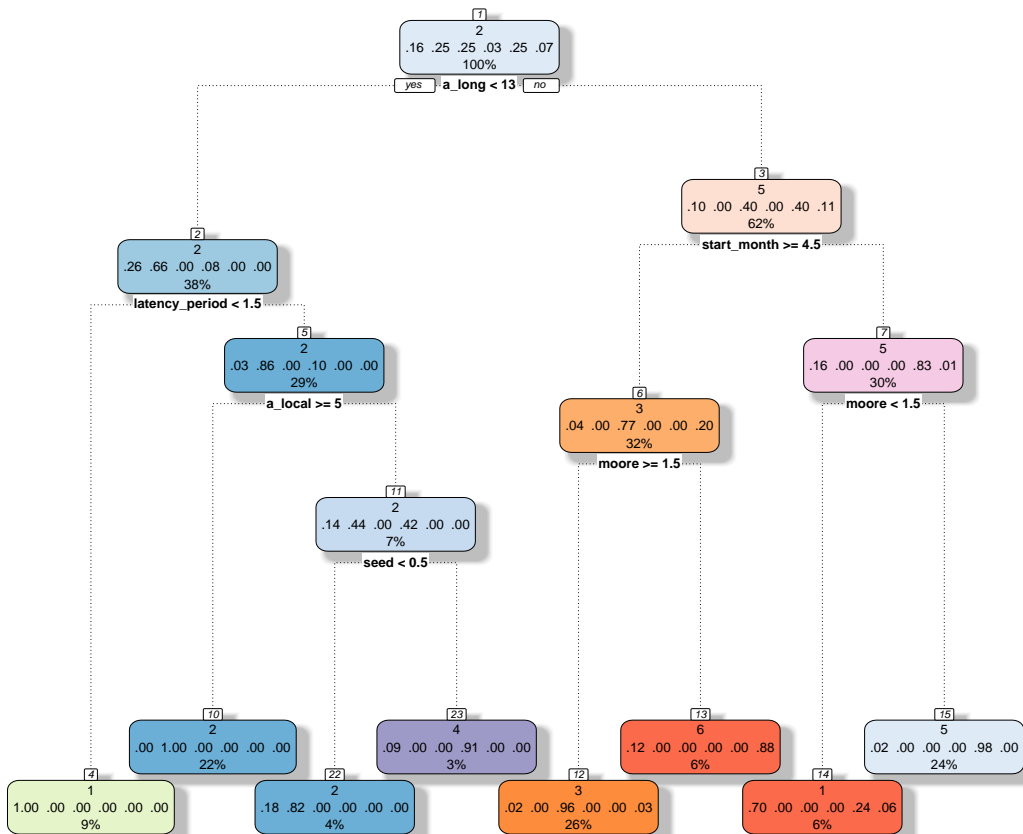 1
2
.16 .25 .25 .03 .25 .07
100%
yes a_long < 13 no
3
5
.10 .00 .40 .00 .40 .11
62%
start_month >= 4.5
2
2
.26 .66 .00 .08 .00 .00
38%
latency_period < 1.5
5
2
.03 .86 .00 .10 .00 .00
29%
a_local >= 5
7
5
.16 .00 .00 .00 .83 .01
30%
moore < 1.5
6
3
.04 .00 .77 .00 .00 .20
32%
moore >= 1.5
11
2
.14 .44 .00 .42 .00 .00
7%
seed < 0.5
10
2
.00 1.00 .00 .00 .00 .00
22%
23
4
.09 .00 .00 .91 .00 .00
3%
13
6
.12 .00 .00 .00 .00 .88
6%
15
5
.02 .00 .00 .00 .98 .00
24%
4
1
1.00 .00 .00 .00 .00 .00
9%
22
2
.18 .82 .00 .00 .00 .00
4%
12
3
.02 .00 .96 .00 .00 .03
26%
14
1
.70 .00 .00 .00 .24 .06
6%